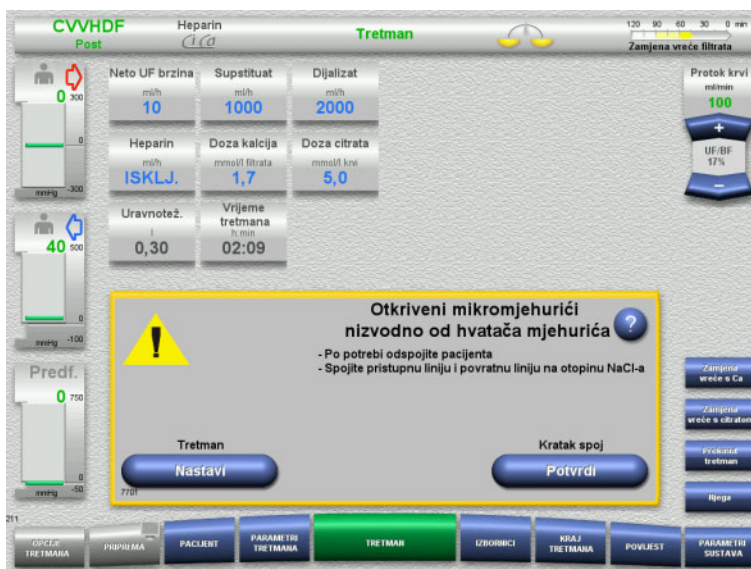 CVVHDF
Post
Heparin
Ci Ca
Tretman
120 90 60 30 0 min
Zamjena vreće filtrata
0
300
0
mmHg -300
40
500
0
mmHg -100
Predf.
0
750
0
mmHg -50
Neto UF brzina
ml/h
10
Supstituat
ml/h
1000
Dijalizat
ml/h
2000
Heparin
ml/h
ISKLJ.
Doza kalcija
mmol/l filtrata
1,7
Doza citrata
mmol/l krvi
5,0
Uravnotež.
l
0,30
Vrijeme
tretmana
h:min
02:09
Protok krvi
ml/min
100
+
UF/BF
17%
−
Otkriveni mikromjehurići
nizvodno od hvatača mjehurića
?
!
- Po potrebi odspojite pacijenta
- Spojite pristupnu liniju i povratnu liniju na otopinu NaCl-a
Tretman
Nastavi
Kratak spoj
Potvrdi
7701
Zamjena
vreće s Ca
Zamjena
vreće s citratom
Prekinut
tretman
Njega
211
OPCIJE
TRETMANA
PRIPREMA
PACIJENT
PARAMETRI
TRETMANA
TRETMAN
IZBORNICI
KRAJ
TRETMANA
POVIJEST
PARAMETRI
SUSTAVA